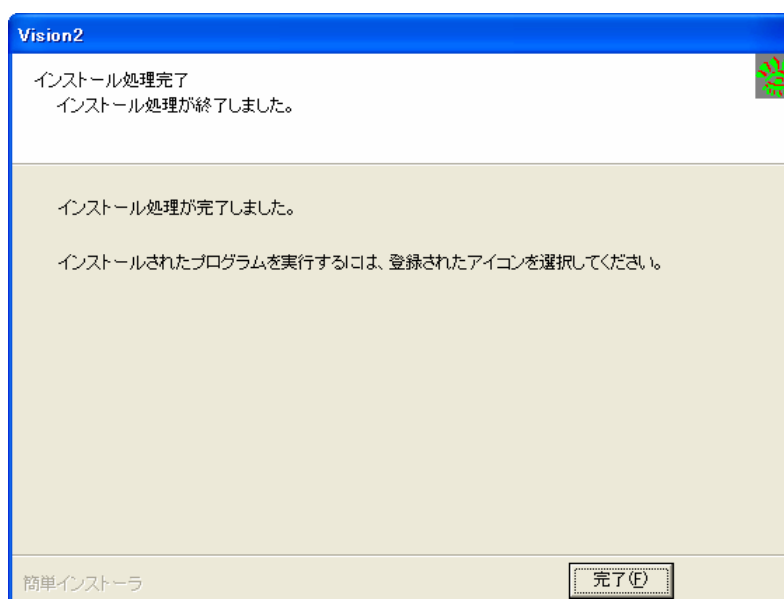 Vision2
インストール処理完了
インストール処理が終了しました。
インストール処理が完了しました。
インストールされたプログラムを実行するには、登録されたアイコンを選択してください。
簡単インストーラ
完了(F)